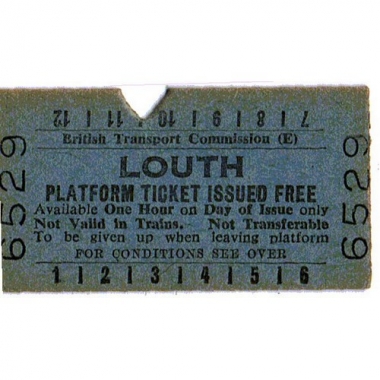 7 | 8 | 9 | 10 | 11 | 12
British Transport Commission (E)
LOUTH
PLATFORM TICKET ISSUED FREE
Available One Hour on Day of Issue only
Not Valid in Trains. Not Transferable
To be given up when leaving platform
FOR CONDITIONS SEE OVER
1 | 2 | 3 | 4 | 5 | 6
6529
6529